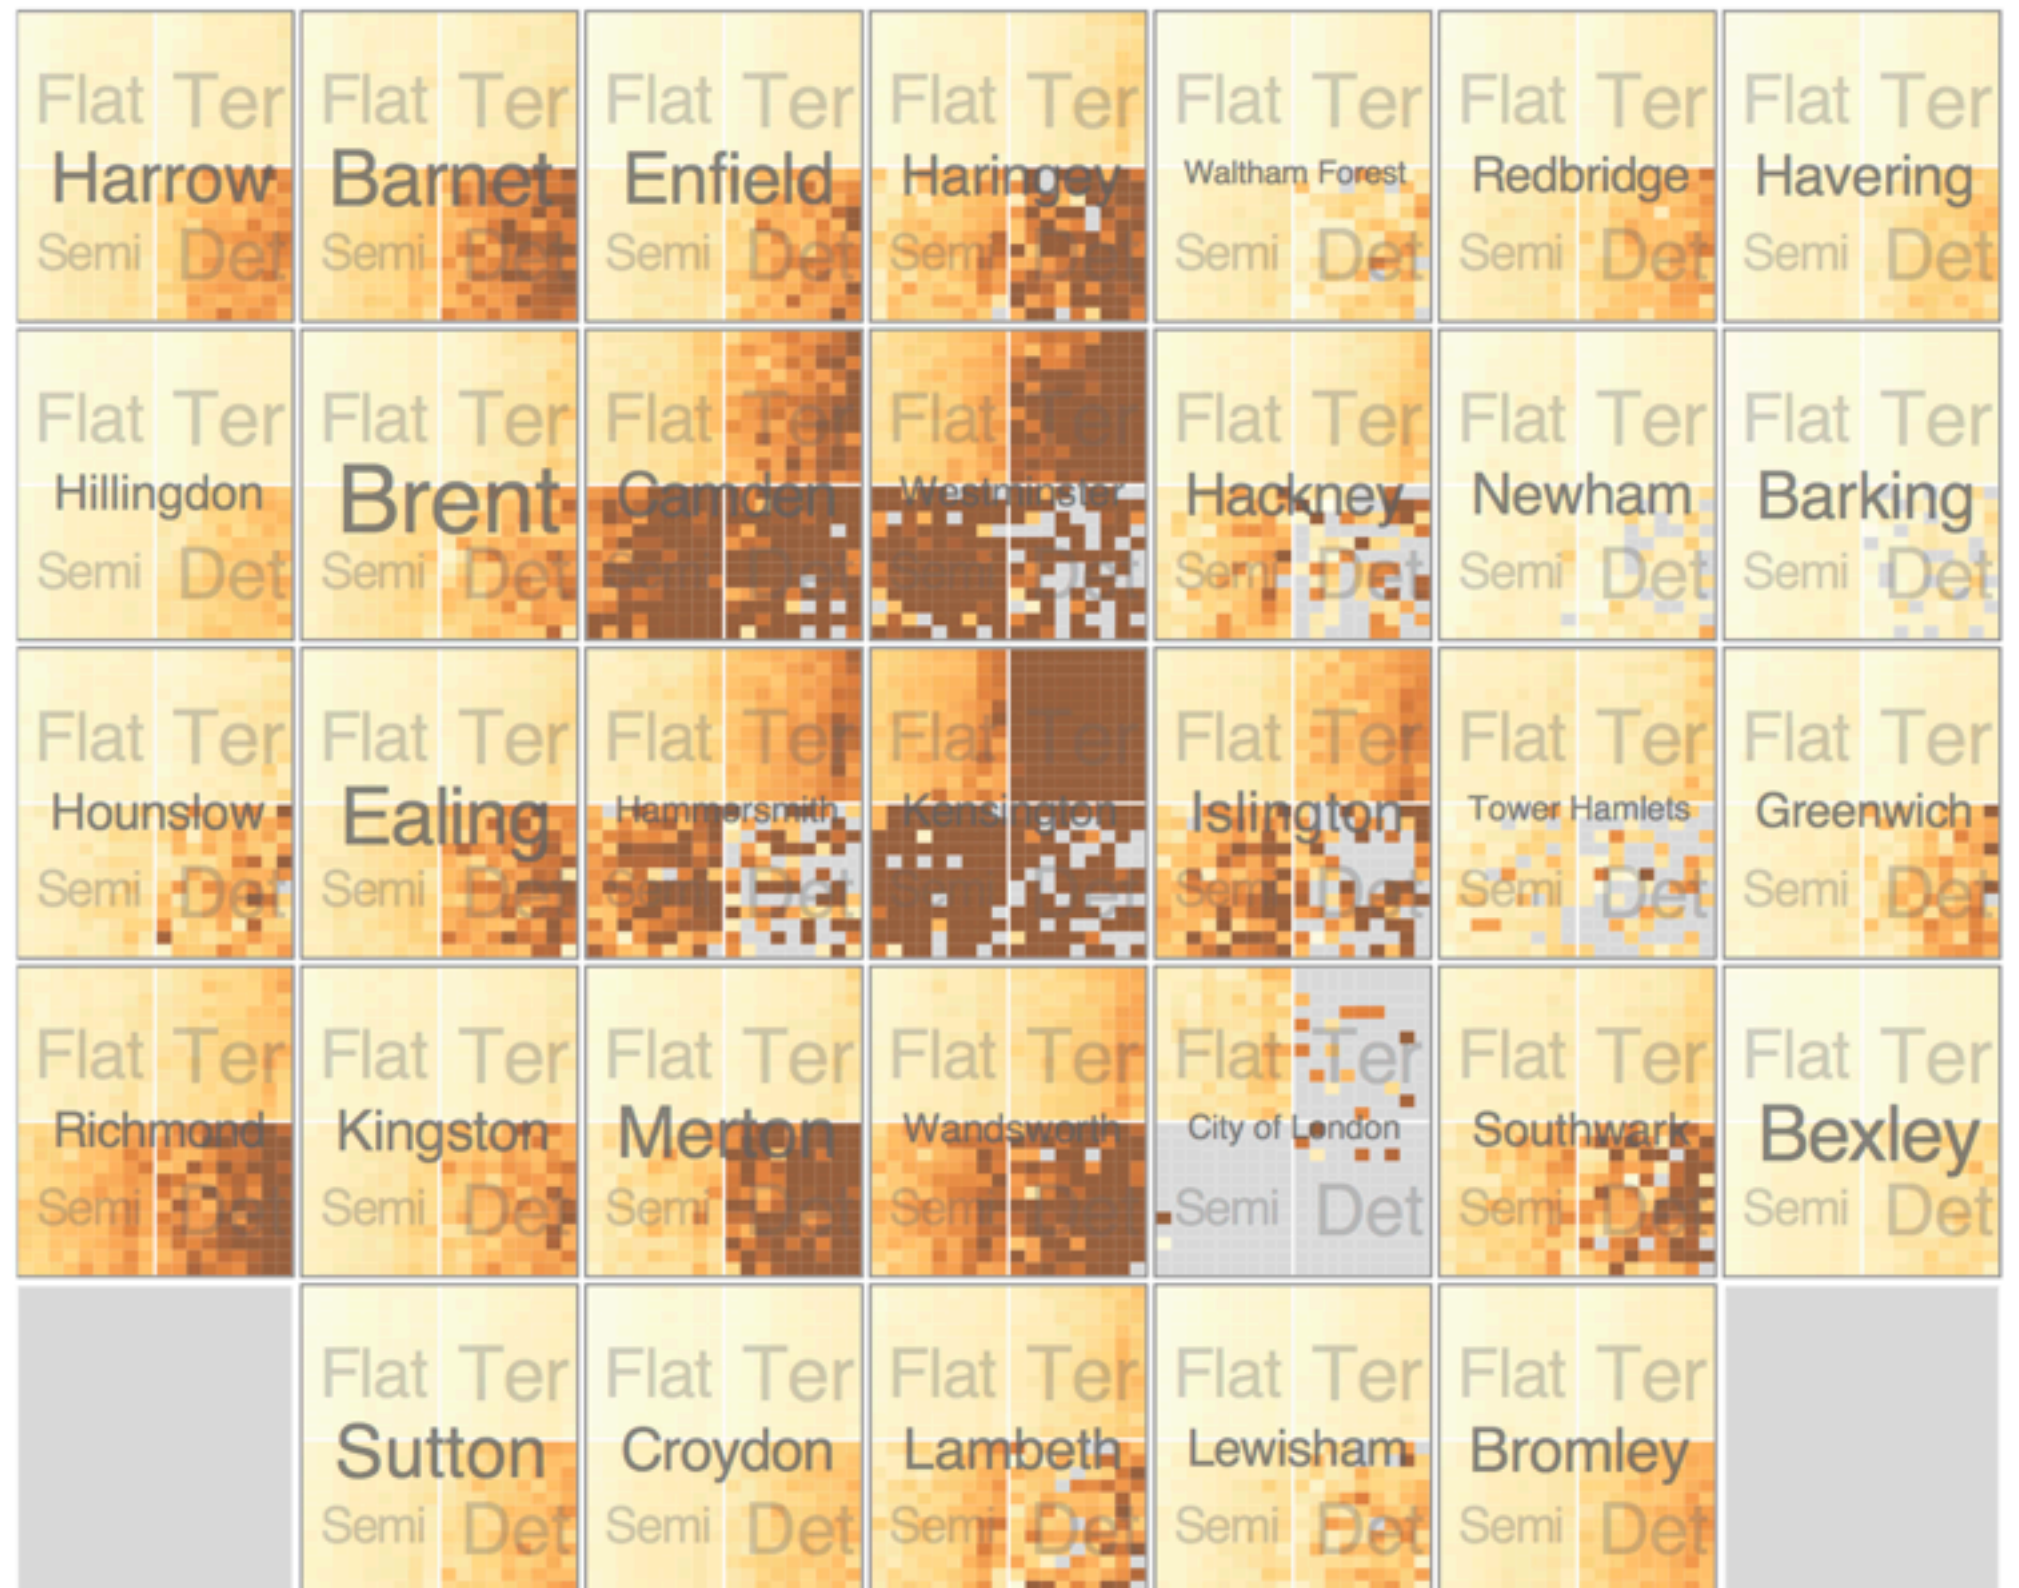 Flat Ter Flat Ter Flat Ter Flat Ter Flat Ter Flat Ter Flat Ter
Harrow Barnet Enfield Haringey Waltham Forest Redbridge Havering
Semi Det Semi Det Semi Det Semi Det Semi Det Semi Det Semi Det
Flat Ter Flat Ter Flat Ter Flat Ter Flat Ter Flat Ter Flat Ter
Hillingdon Brent Camden Westminster Hackney Newham Barking
Semi Det Semi Det Semi Det Semi Det Semi Det Semi Det Semi Det
Flat Ter Flat Ter Flat Ter Flat Ter Flat Ter Flat Ter Flat Ter
Hounslow Ealing Hammersmith Kensington Islington Tower Hamlets Greenwich
Semi Det Semi Det Semi Det Semi Det Semi Det Semi Det Semi Det
Flat Ter Flat Ter Flat Ter Flat Ter Flat Ter Flat Ter Flat Ter
Richmond Kingston Merton Wandsworth City of London Southwark Bexley
Semi Det Semi Det Semi Det Semi Det Semi Det Semi Det Semi Det
Flat Ter Flat Ter Flat Ter Flat Ter Flat Ter
Sutton Croydon Lambeth Lewisham Bromley
Semi Det Semi Det Semi Det Semi Det Semi Det